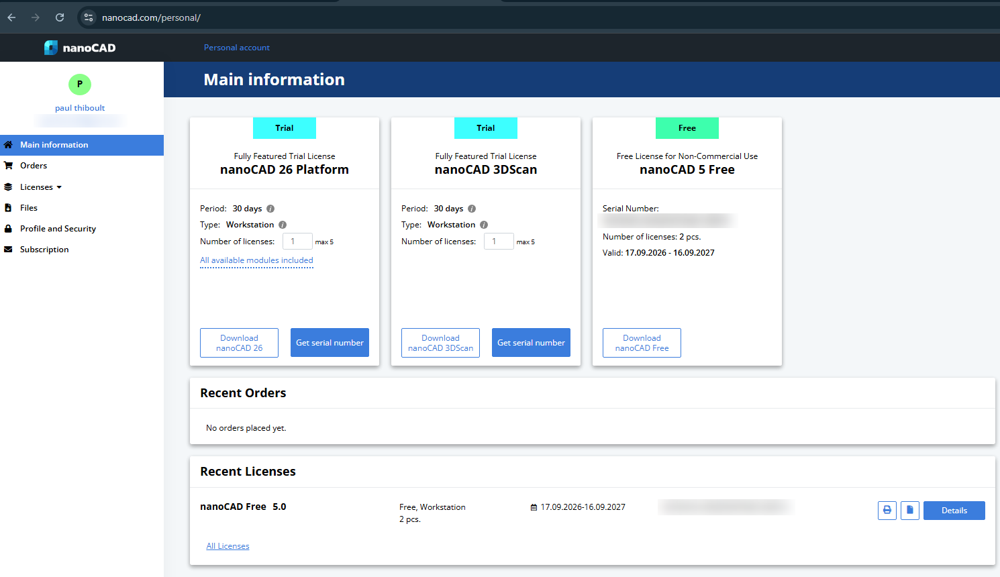 nanocad.com/personal/
nanoCAD
Personal account
Main information
P
paul thiboult
Main information
Orders
Licenses
Files
Profile and Security
Subscription
Trial
Fully Featured Trial License
nanoCAD 26 Platform
Period: 30 days
Type: Workstation
Number of licenses: 1 max 5
All available modules included
Download
nanoCAD 26
Get serial number
Trial
Fully Featured Trial License
nanoCAD 3DScan
Period: 30 days
Type: Workstation
Number of licenses: 1 max 5
Download
nanoCAD 3DScan
Get serial number
Free
Free License for Non-Commercial Use
nanoCAD 5 Free
Serial Number:
Number of licenses: 2 pcs.
Valid: 17.09.2026 - 16.09.2027
Download
nanoCAD Free
Recent Orders
No orders placed yet.
Recent Licenses
nanoCAD Free 5.0
Free, Workstation
2 pcs.
17.09.2026-16.09.2027
Details
All Licenses